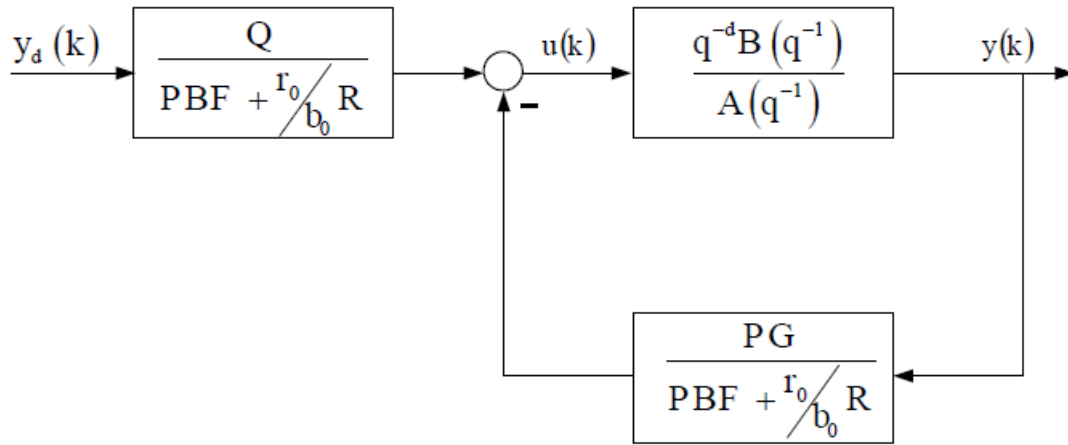 y_d (k)
Q
PBF + r_0/b_0 R
u(k)
q^{-d}B(q^{-1})
A(q^{-1})
y(k)
−
PG
PBF + r_0/b_0 R